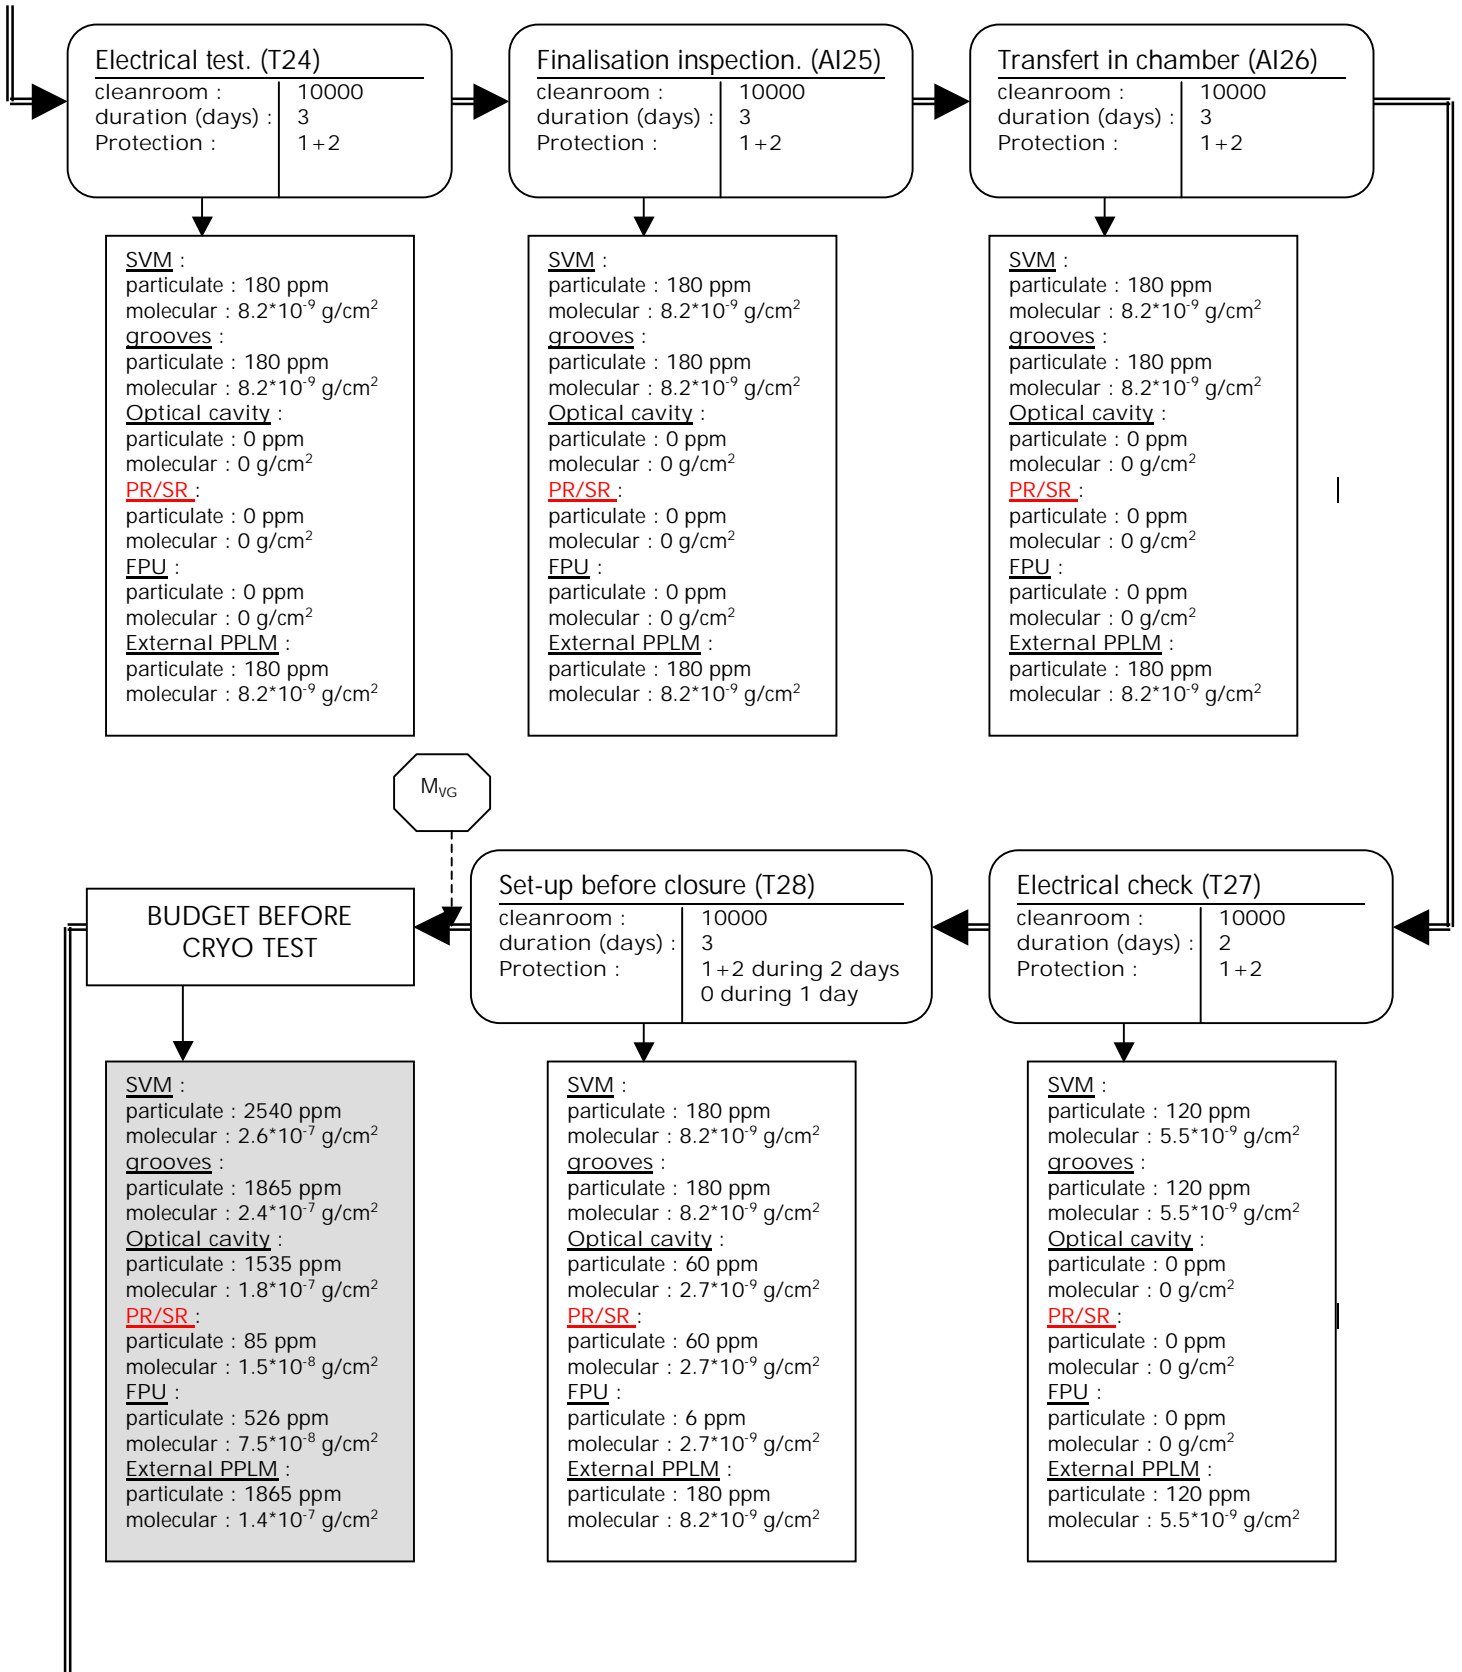 Electrical test. (T24)
cleanroom : 10000
duration (days) : 3
Protection : 1+2
Finalisation inspection. (AI25)
cleanroom : 10000
duration (days) : 3
Protection : 1+2
Transfert in chamber (AI26)
cleanroom : 10000
duration (days) : 3
Protection : 1+2
SVM :
particulate : 180 ppm
molecular : 8.2*10⁻⁹ g/cm²
grooves :
particulate : 180 ppm
molecular : 8.2*10⁻⁹ g/cm²
Optical cavity :
particulate : 0 ppm
molecular : 0 g/cm²
PR/SR :
particulate : 0 ppm
molecular : 0 g/cm²
FPU :
particulate : 0 ppm
molecular : 0 g/cm²
External PPLM :
particulate : 180 ppm
molecular : 8.2*10⁻⁹ g/cm²
SVM :
particulate : 180 ppm
molecular : 8.2*10⁻⁹ g/cm²
grooves :
particulate : 180 ppm
molecular : 8.2*10⁻⁹ g/cm²
Optical cavity :
particulate : 0 ppm
molecular : 0 g/cm²
PR/SR :
particulate : 0 ppm
molecular : 0 g/cm²
FPU :
particulate : 0 ppm
molecular : 0 g/cm²
External PPLM :
particulate : 180 ppm
molecular : 8.2*10⁻⁹ g/cm²
SVM :
particulate : 180 ppm
molecular : 8.2*10⁻⁹ g/cm²
grooves :
particulate : 180 ppm
molecular : 8.2*10⁻⁹ g/cm²
Optical cavity :
particulate : 0 ppm
molecular : 0 g/cm²
PR/SR :
particulate : 0 ppm
molecular : 0 g/cm²
FPU :
particulate : 0 ppm
molecular : 0 g/cm²
External PPLM :
particulate : 180 ppm
molecular : 8.2*10⁻⁹ g/cm²
M_VG
BUDGET BEFORE
CRYO TEST
Set-up before closure (T28)
cleanroom : 10000
duration (days) : 3
Protection : 1+2 during 2 days
0 during 1 day
Electrical check (T27)
cleanroom : 10000
duration (days) : 2
Protection : 1+2
SVM :
particulate : 2540 ppm
molecular : 2.6*10⁻⁷ g/cm²
grooves :
particulate : 1865 ppm
molecular : 2.4*10⁻⁷ g/cm²
Optical cavity :
particulate : 1535 ppm
molecular : 1.8*10⁻⁷ g/cm²
PR/SR :
particulate : 85 ppm
molecular : 1.5*10⁻⁸ g/cm²
FPU :
particulate : 526 ppm
molecular : 7.5*10⁻⁸ g/cm²
External PPLM :
particulate : 1865 ppm
molecular : 1.4*10⁻⁷ g/cm²
SVM :
particulate : 180 ppm
molecular : 8.2*10⁻⁹ g/cm²
grooves :
particulate : 180 ppm
molecular : 8.2*10⁻⁹ g/cm²
Optical cavity :
particulate : 60 ppm
molecular : 2.7*10⁻⁹ g/cm²
PR/SR :
particulate : 60 ppm
molecular : 2.7*10⁻⁹ g/cm²
FPU :
particulate : 6 ppm
molecular : 2.7*10⁻⁹ g/cm²
External PPLM :
particulate : 180 ppm
molecular : 8.2*10⁻⁹ g/cm²
SVM :
particulate : 120 ppm
molecular : 5.5*10⁻⁹ g/cm²
grooves :
particulate : 120 ppm
molecular : 5.5*10⁻⁹ g/cm²
Optical cavity :
particulate : 0 ppm
molecular : 0 g/cm²
PR/SR :
particulate : 0 ppm
molecular : 0 g/cm²
FPU :
particulate : 0 ppm
molecular : 0 g/cm²
External PPLM :
particulate : 120 ppm
molecular : 5.5*10⁻⁹ g/cm²